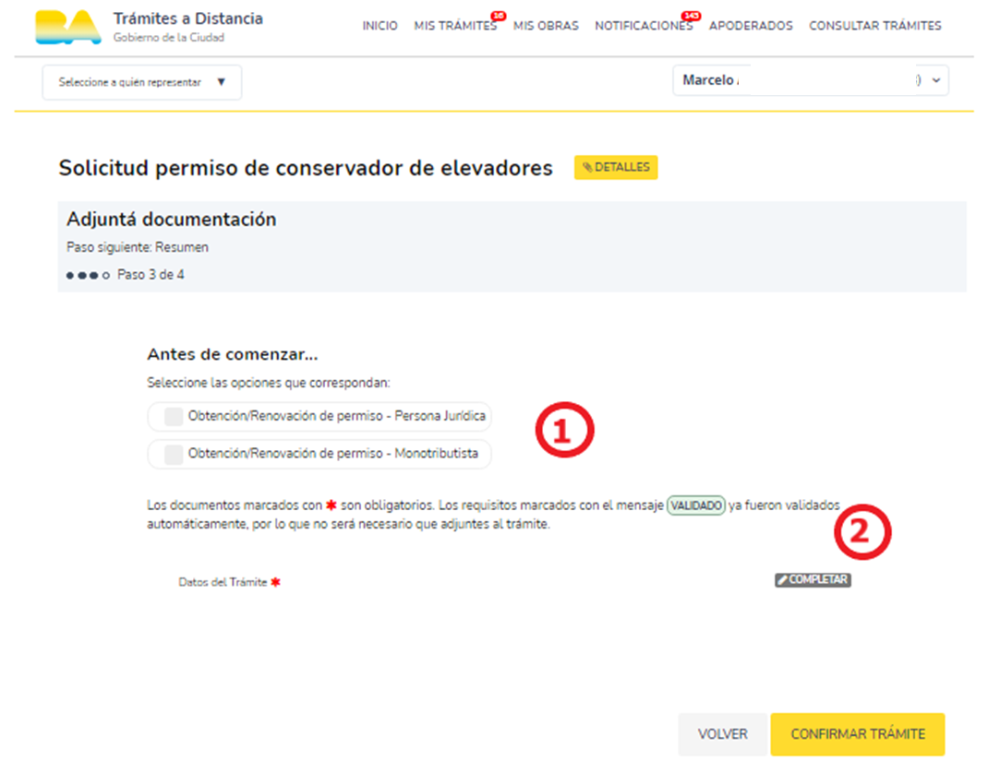 BA Trámites a Distancia
Gobierno de la Ciudad
INICIO MIS TRÁMITES 16 MIS OBRAS NOTIFICACIONES 143 APODERADOS CONSULTAR TRÁMITES
Seleccione a quién representar ▼
Marcelo
Solicitud permiso de conservador de elevadores DETALLES
Adjuntá documentación
Paso siguiente: Resumen
Paso 3 de 4
Antes de comenzar...
Seleccione las opciones que correspondan:
Obtención/Renovación de permiso - Persona Jurídica
1
Obtención/Renovación de permiso - Monotributista
Los documentos marcados con * son obligatorios. Los requisitos marcados con el mensaje VALIDADO ya fueron validados
automáticamente, por lo que no será necesario que adjuntes al trámite.
2
Datos del Trámite * COMPLETAR
VOLVER CONFIRMAR TRÁMITE